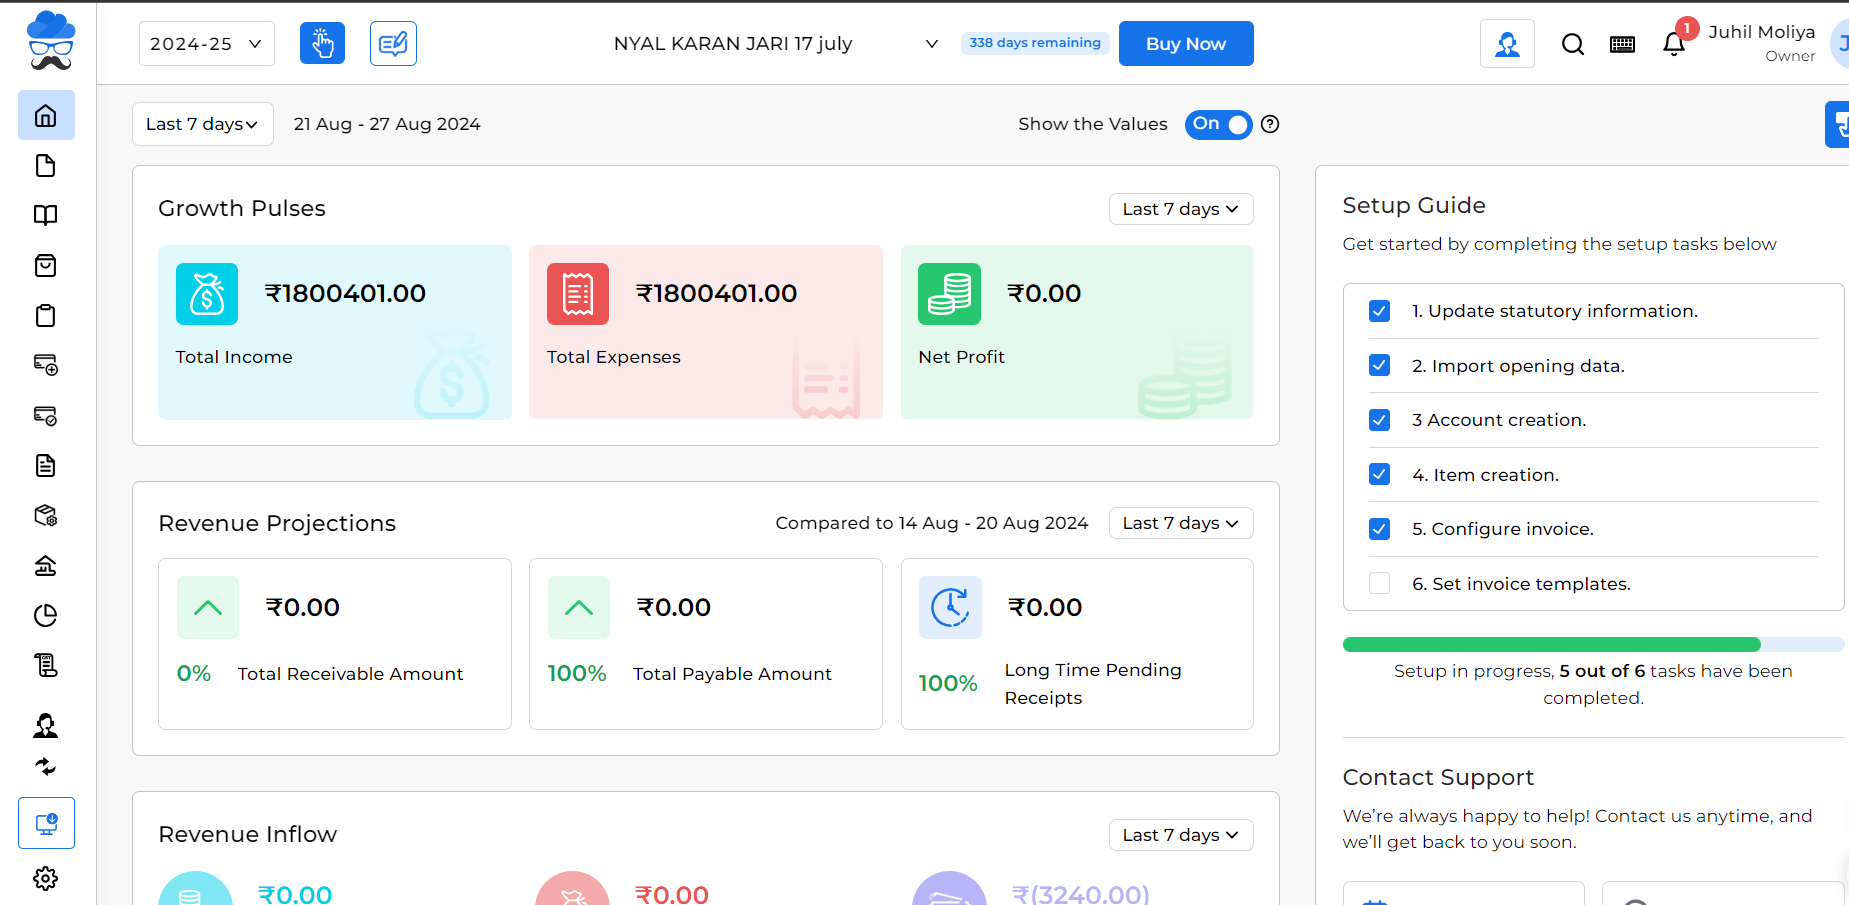 2024-25
NYAL KARAN JARI 17 july
338 days remaining
Buy Now
1
Juhil Moliya
Owner
J
Last 7 days
21 Aug - 27 Aug 2024
Show the Values
On
Growth Pulses
Last 7 days
₹1800401.00
Total Income
₹1800401.00
Total Expenses
₹0.00
Net Profit
Revenue Projections
Compared to 14 Aug - 20 Aug 2024
Last 7 days
₹0.00
0%
Total Receivable Amount
₹0.00
100%
Total Payable Amount
₹0.00
100%
Long Time Pending
Receipts
Revenue Inflow
Last 7 days
₹0.00
₹0.00
₹(3240.00)
Setup Guide
Get started by completing the setup tasks below
1. Update statutory information.
2. Import opening data.
3 Account creation.
4. Item creation.
5. Configure invoice.
6. Set invoice templates.
Setup in progress, 5 out of 6 tasks have been
completed.
Contact Support
We're always happy to help! Contact us anytime, and
we'll get back to you soon.